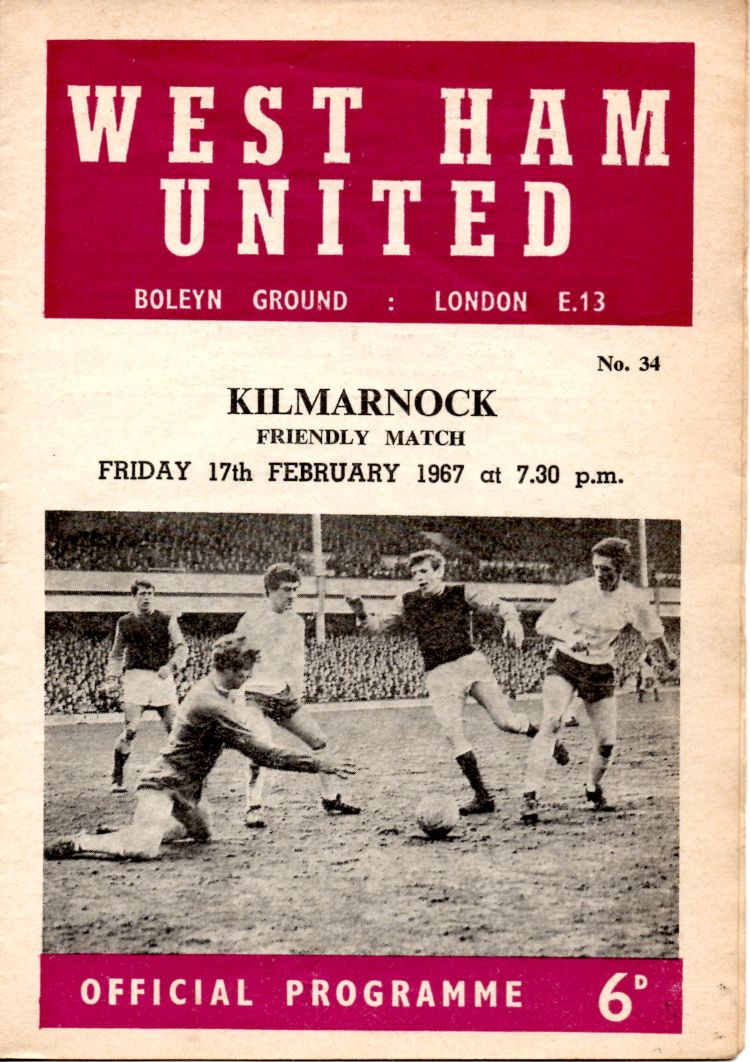 WEST HAM
UNITED
BOLEYN GROUND : LONDON E.13
No. 34
KILMARNOCK
FRIENDLY MATCH
FRIDAY 17th FEBRUARY 1967 at 7.30 p.m.
OFFICIAL PROGRAMME 6D